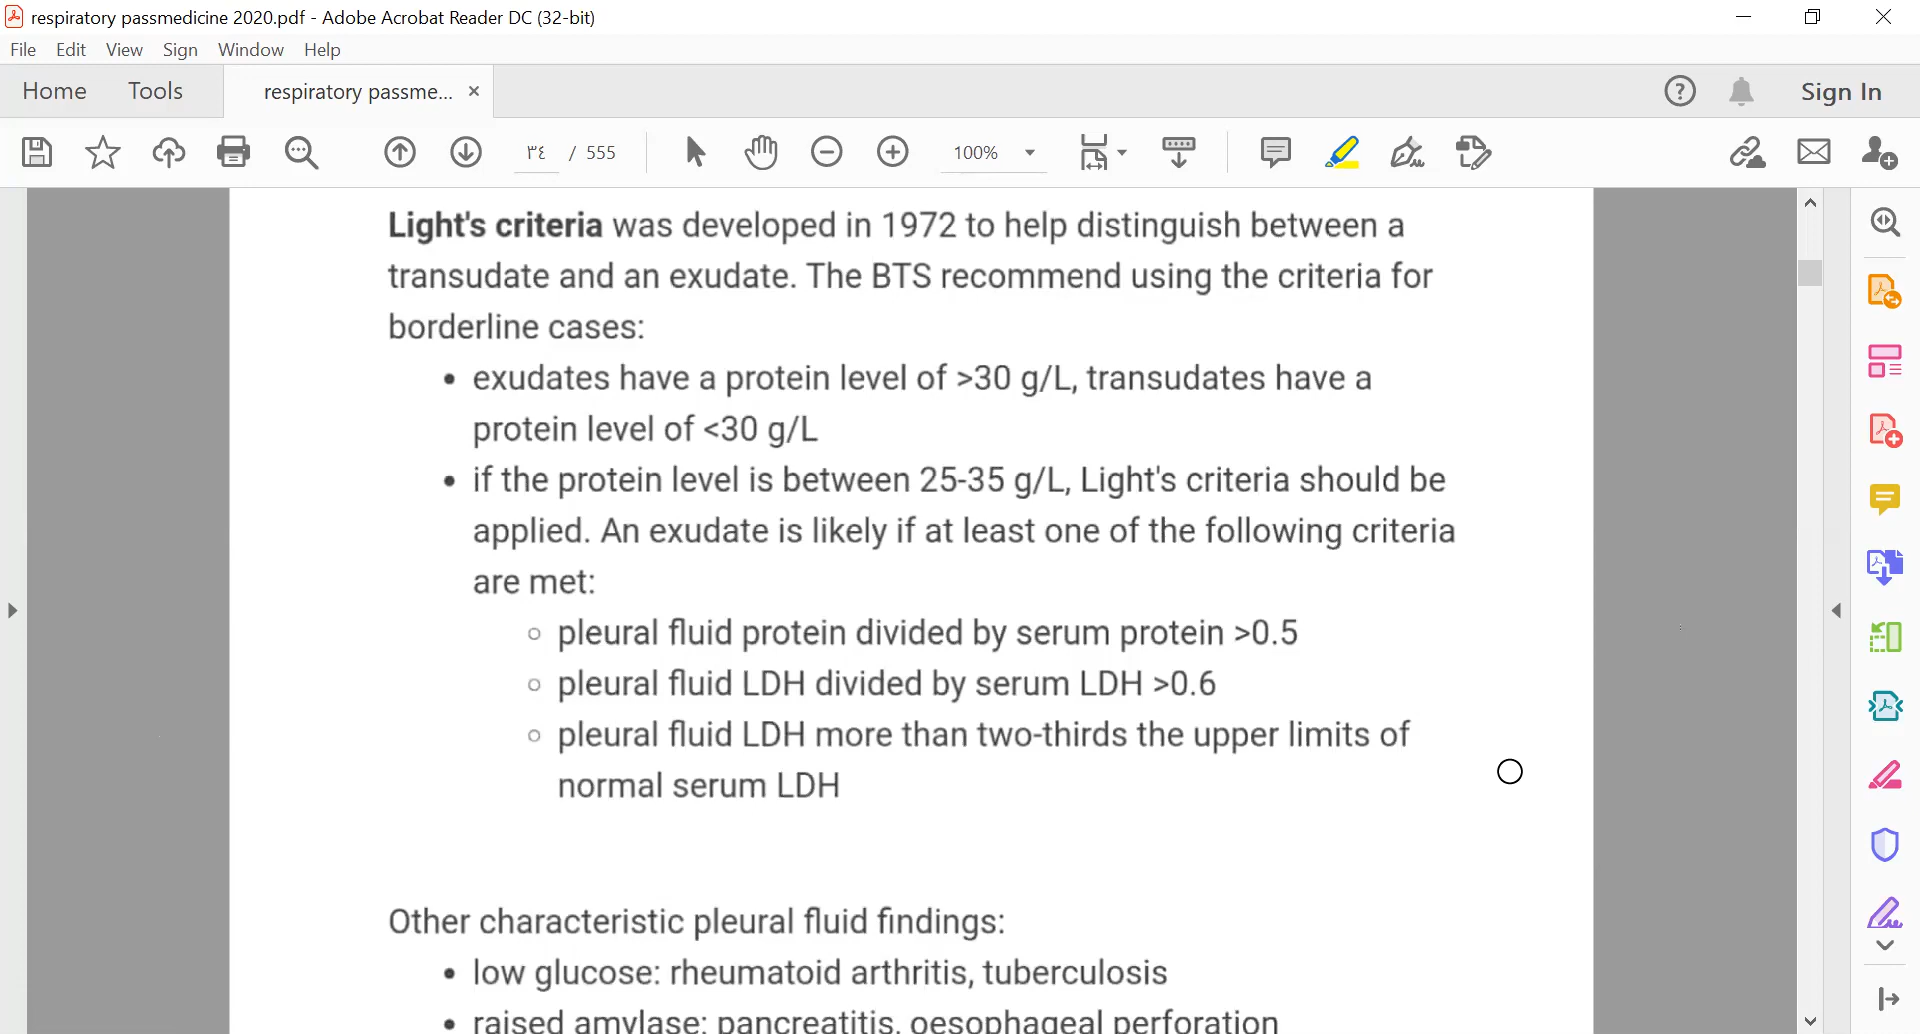 respiratory passmedicine 2020.pdf - Adobe Acrobat Reader DC (32-bit)
File Edit View Sign Window Help
Home Tools respiratory passme... × Sign In
٣٤ / 555 100%
Light's criteria was developed in 1972 to help distinguish between a
transudate and an exudate. The BTS recommend using the criteria for
borderline cases:
• exudates have a protein level of >30 g/L, transudates have a
protein level of <30 g/L
• if the protein level is between 25-35 g/L, Light's criteria should be
applied. An exudate is likely if at least one of the following criteria
are met:
○ pleural fluid protein divided by serum protein >0.5
○ pleural fluid LDH divided by serum LDH >0.6
○ pleural fluid LDH more than two-thirds the upper limits of
normal serum LDH
Other characteristic pleural fluid findings:
• low glucose: rheumatoid arthritis, tuberculosis
• raised amylase: pancreatitis, oesophageal perforation